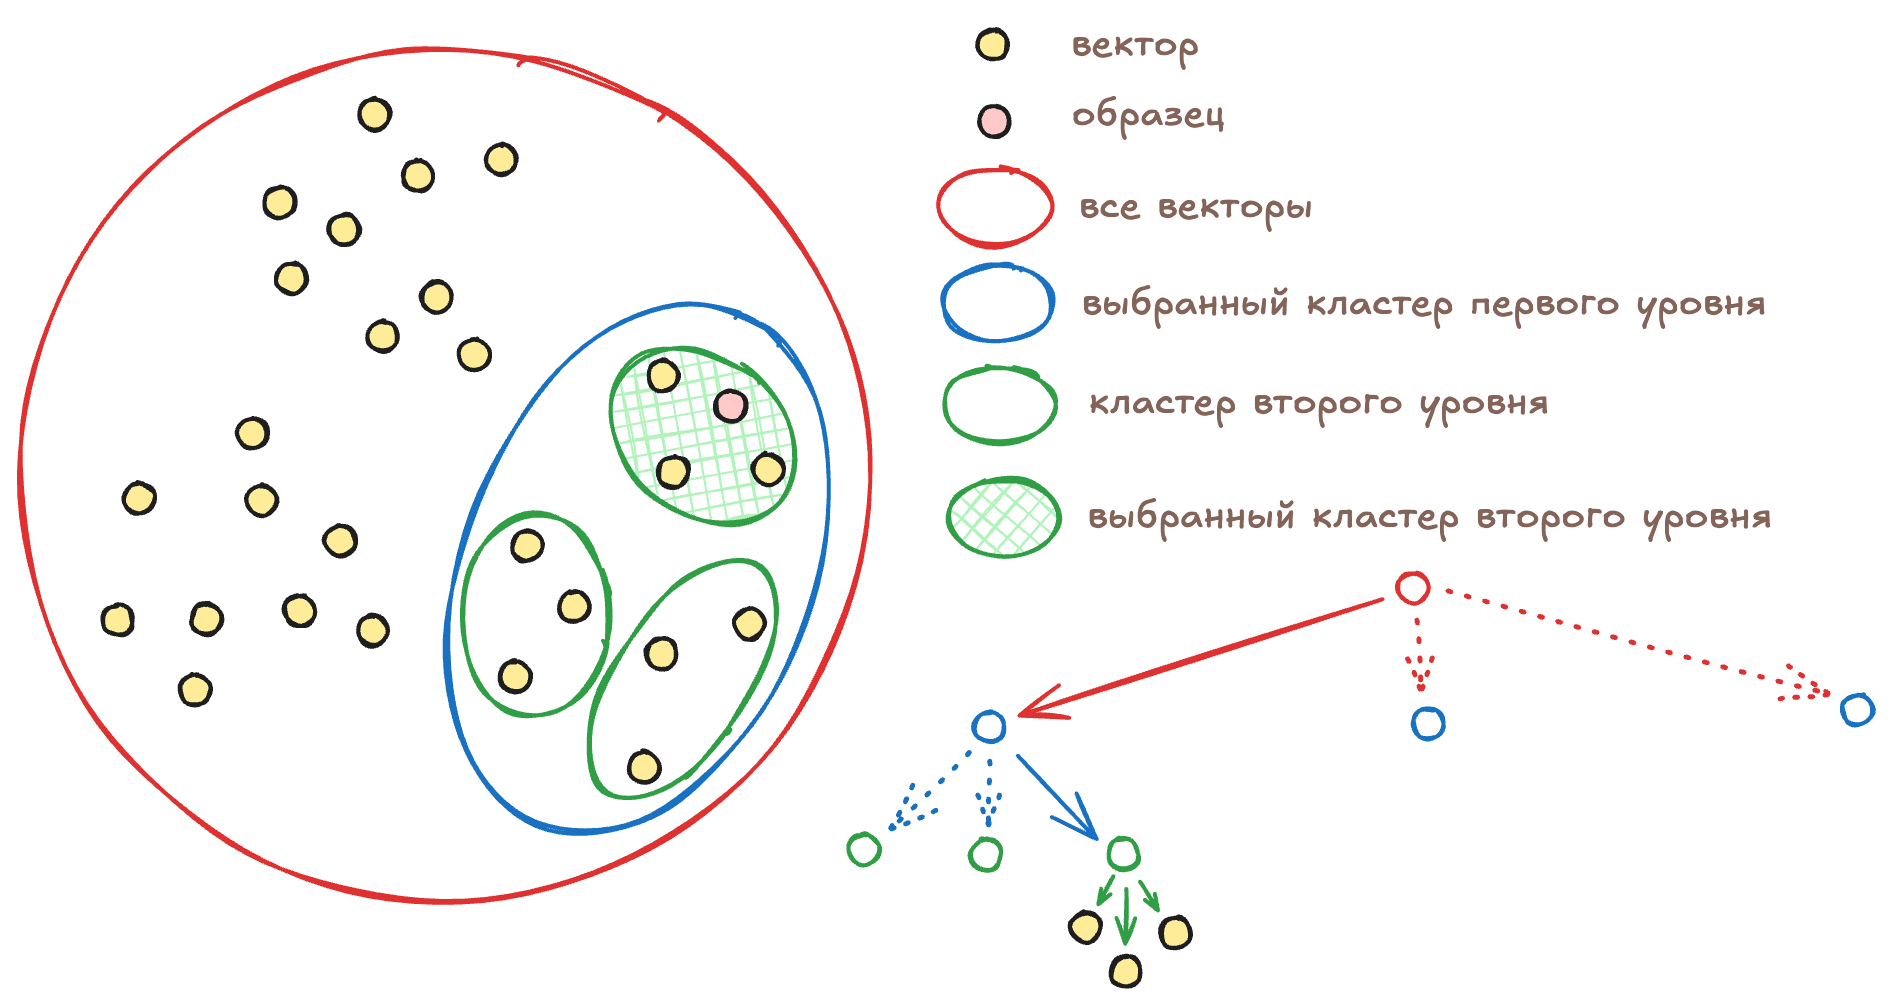 вектор
образец
все векторы
выбранный кластер первого уровня
кластер второго уровня
выбранный кластер второго уровня